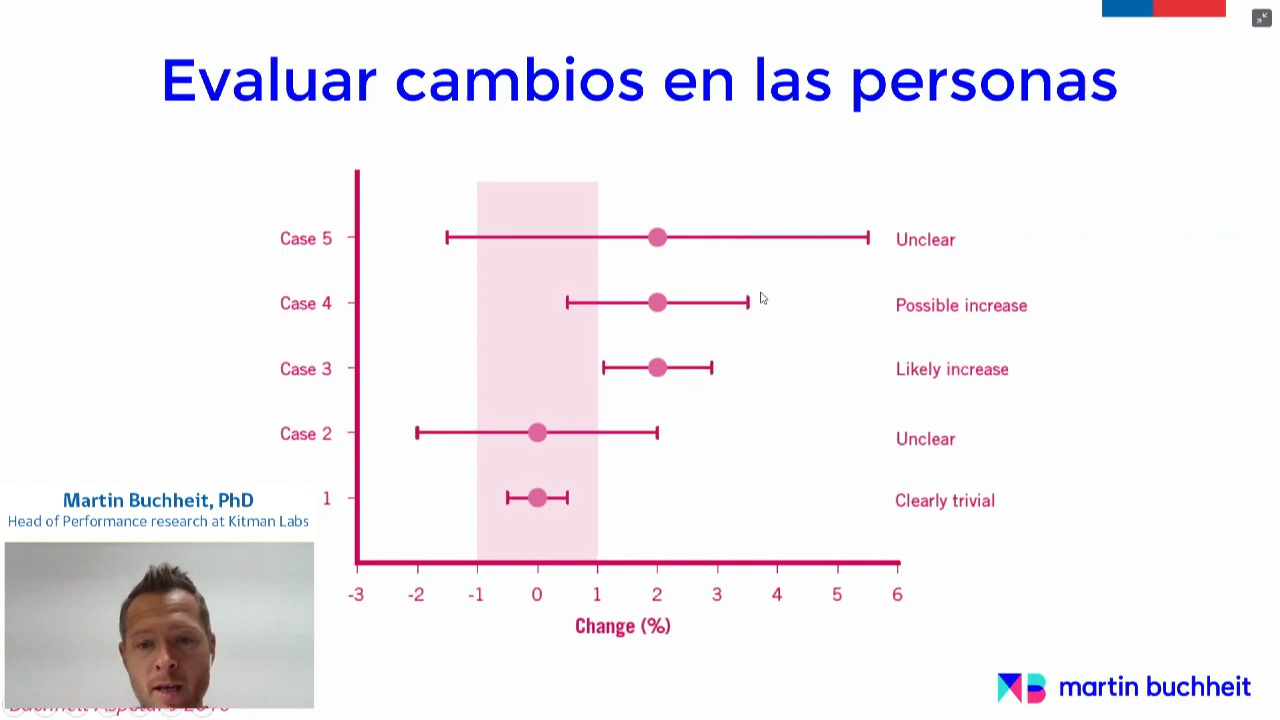 Evaluar cambios en las personas
Case 5
Unclear
Case 4
Possible increase
Case 3
Likely increase
Case 2
Unclear
1
Clearly trivial
-3 -2 -1 0 1 2 3 4 5 6
Change (%)
Martin Buchheit, PhD
Head of Performance research at Kitman Labs
martin buchheit